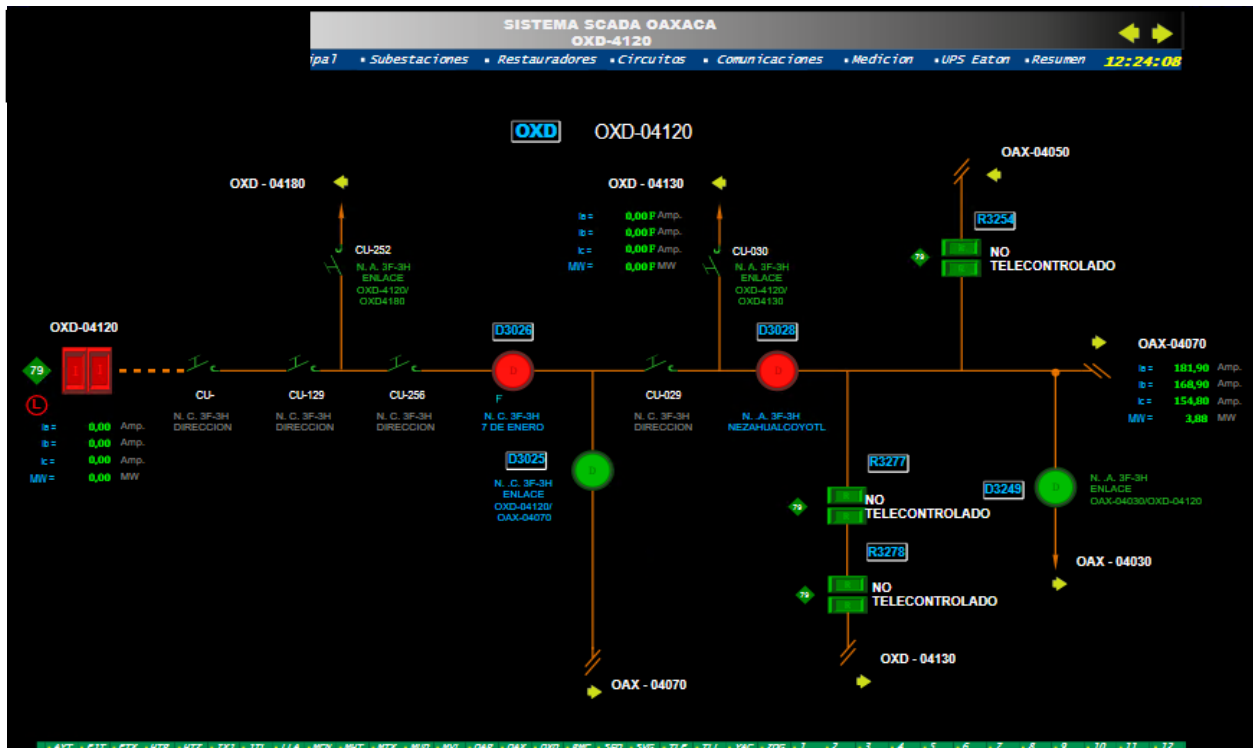 SISTEMA SCADA OAXACA
OXD-4120
ipal Subestaciones Restauradores Circuitos Comunicaciones Medicion UPS Eaton Resumen 12:24:08
OXD OXD-04120
OAX-04050
OXD - 04180
OXD - 04130
Ia = 0,00 F Amp.
Ib = 0,00 F Amp.
Ic = 0,00 F Amp.
MW = 0,00 F MW
R3254
79
NO
TELECONTROLADO
CU-252
N. A. 3F-3H
ENLACE
OXD-4120/
OXD4180
CU-030
N. A. 3F-3H
ENLACE
OXD-4120/
OXD4130
OXD-04120
79
I I
L
Ia = 0,00 Amp.
Ib = 0,00 Amp.
Ic = 0,00 Amp.
MW = 0,00 MW
CU-
N. C. 3F-3H
DIRECCION
CU-129
N. C. 3F-3H
DIRECCION
CU-256
N. C. 3F-3H
DIRECCION
D3026
D
F
N. C. 3F-3H
7 DE ENERO
CU-029
N. C. 3F-3H
DIRECCION
D3028
D
N. .A. 3F-3H
NEZAHUALCOYOTL
OAX-04070
Ia = 181,90 Amp.
Ib = 168,90 Amp.
Ic = 154,80 Amp.
MW = 3,88 MW
D3025
D
N. .C. 3F-3H
ENLACE
OXD-04120/
OAX-04070
R3277
79
NO
TELECONTROLADO
D3249
D
N. .A. 3F-3H
ENLACE
OAX-04030/OXD-04120
R3278
79
NO
TELECONTROLADO
OAX - 04030
OXD - 04130
OAX - 04070